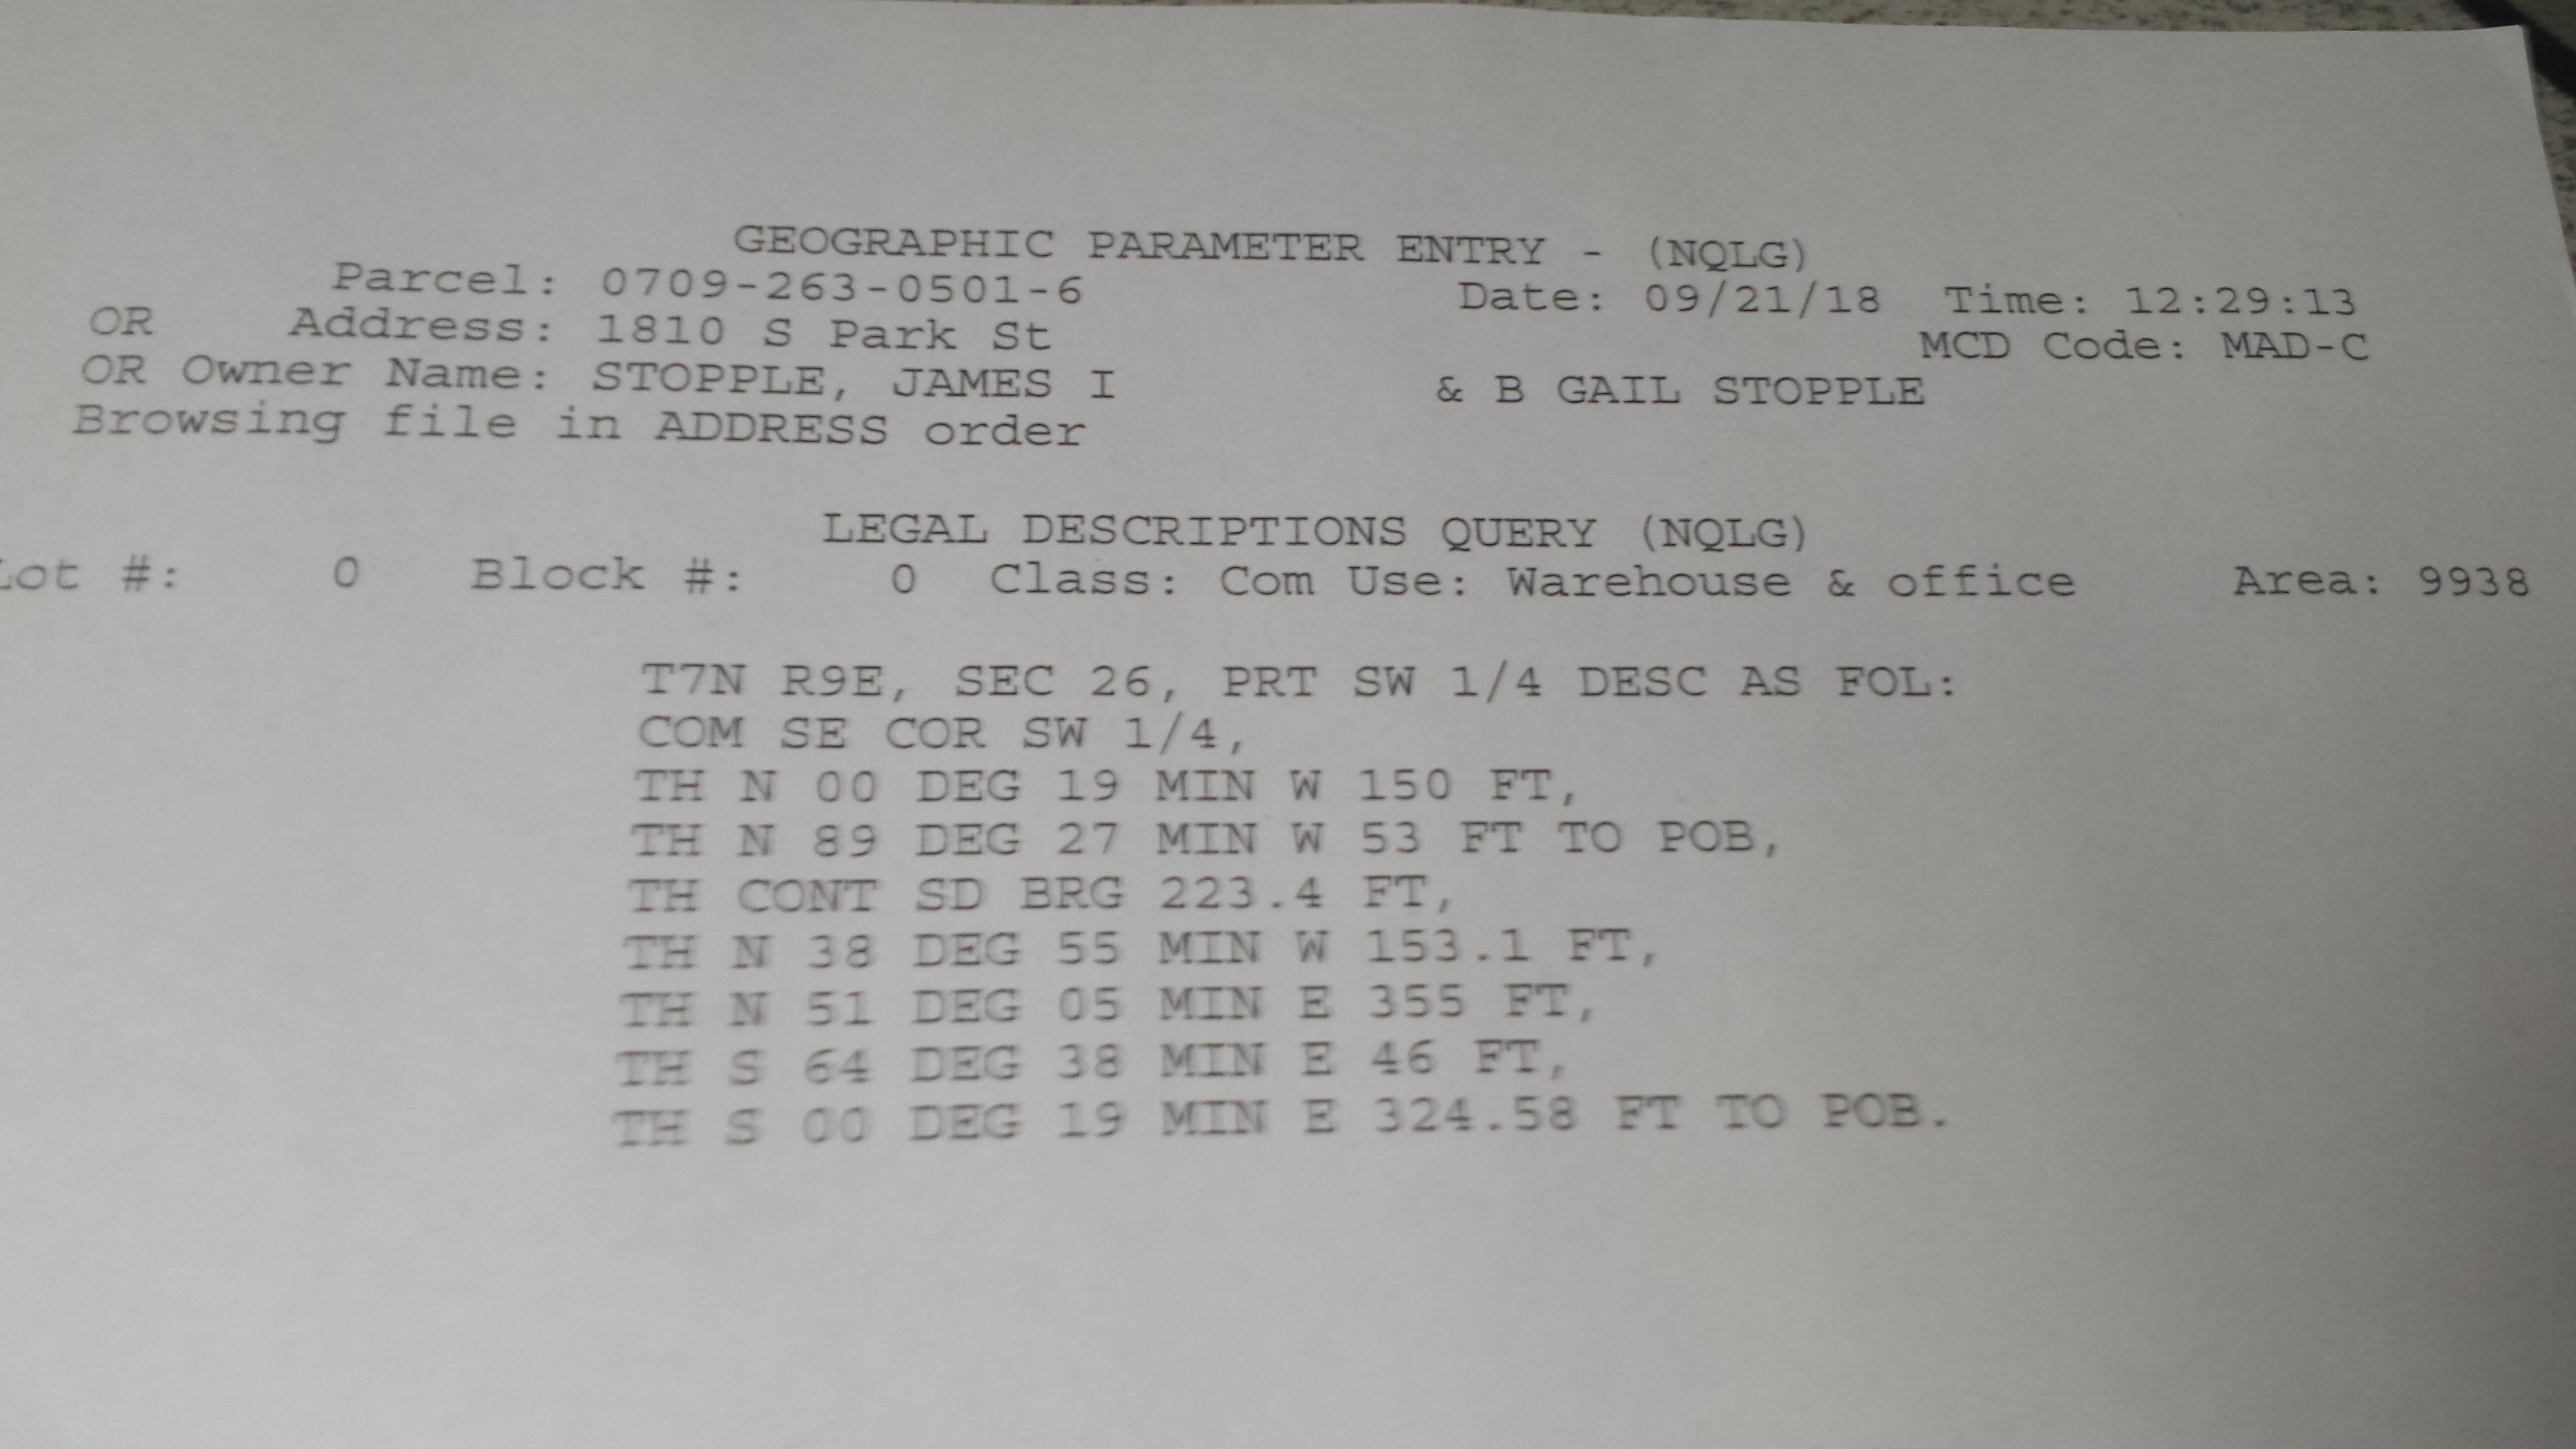 GEOGRAPHIC PARAMETER ENTRY - (NQLG)
Parcel: 0709-263-0501-6 Date: 09/21/18 Time: 12:29:13
OR Address: 1810 S Park St MCD Code: MAD-C
OR Owner Name: STOPPLE, JAMES I & B GAIL STOPPLE
Browsing file in ADDRESS order
LEGAL DESCRIPTIONS QUERY (NQLG)
Lot #: 0 Block #: 0 Class: Com Use: Warehouse & office Area: 9938
T7N R9E, SEC 26, PRT SW 1/4 DESC AS FOL:
COM SE COR SW 1/4,
TH N 00 DEG 19 MIN W 150 FT,
TH N 89 DEG 27 MIN W 53 FT TO POB,
TH CONT SD BRG 223.4 FT,
TH N 38 DEG 55 MIN W 153.1 FT,
TH N 51 DEG 05 MIN E 355 FT,
TH S 64 DEG 38 MIN E 46 FT,
TH S 00 DEG 19 MIN E 324.58 FT TO POB.